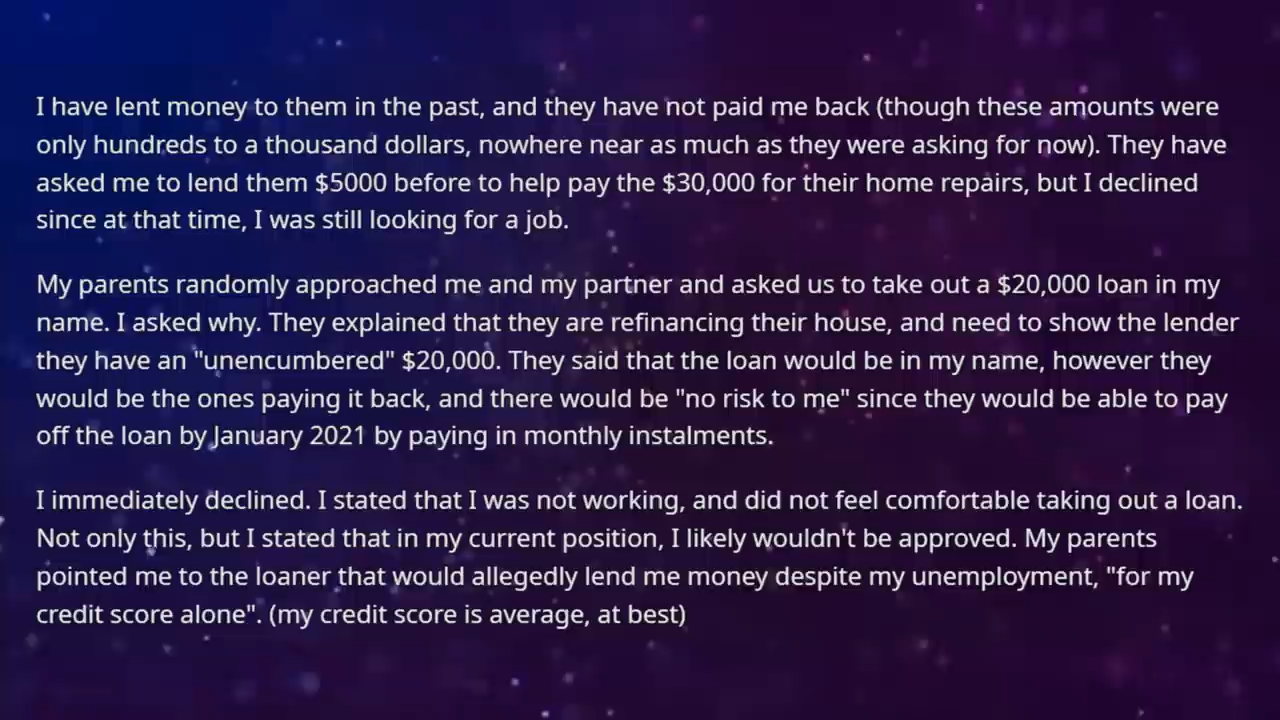 I have lent money to them in the past, and they have not paid me back (though these amounts were
only hundreds to a thousand dollars, nowhere near as much as they were asking for now). They have
asked me to lend them $5000 before to help pay the $30,000 for their home repairs, but I declined
since at that time, I was still looking for a job.
My parents randomly approached me and my partner and asked us to take out a $20,000 loan in my
name. I asked why. They explained that they are refinancing their house, and need to show the lender
they have an "unencumbered" $20,000. They said that the loan would be in my name, however they
would be the ones paying it back, and there would be "no risk to me" since they would be able to pay
off the loan by January 2021 by paying in monthly instalments.
I immediately declined. I stated that I was not working, and did not feel comfortable taking out a loan.
Not only this, but I stated that in my current position, I likely wouldn't be approved. My parents
pointed me to the loaner that would allegedly lend me money despite my unemployment, "for my
credit score alone". (my credit score is average, at best)